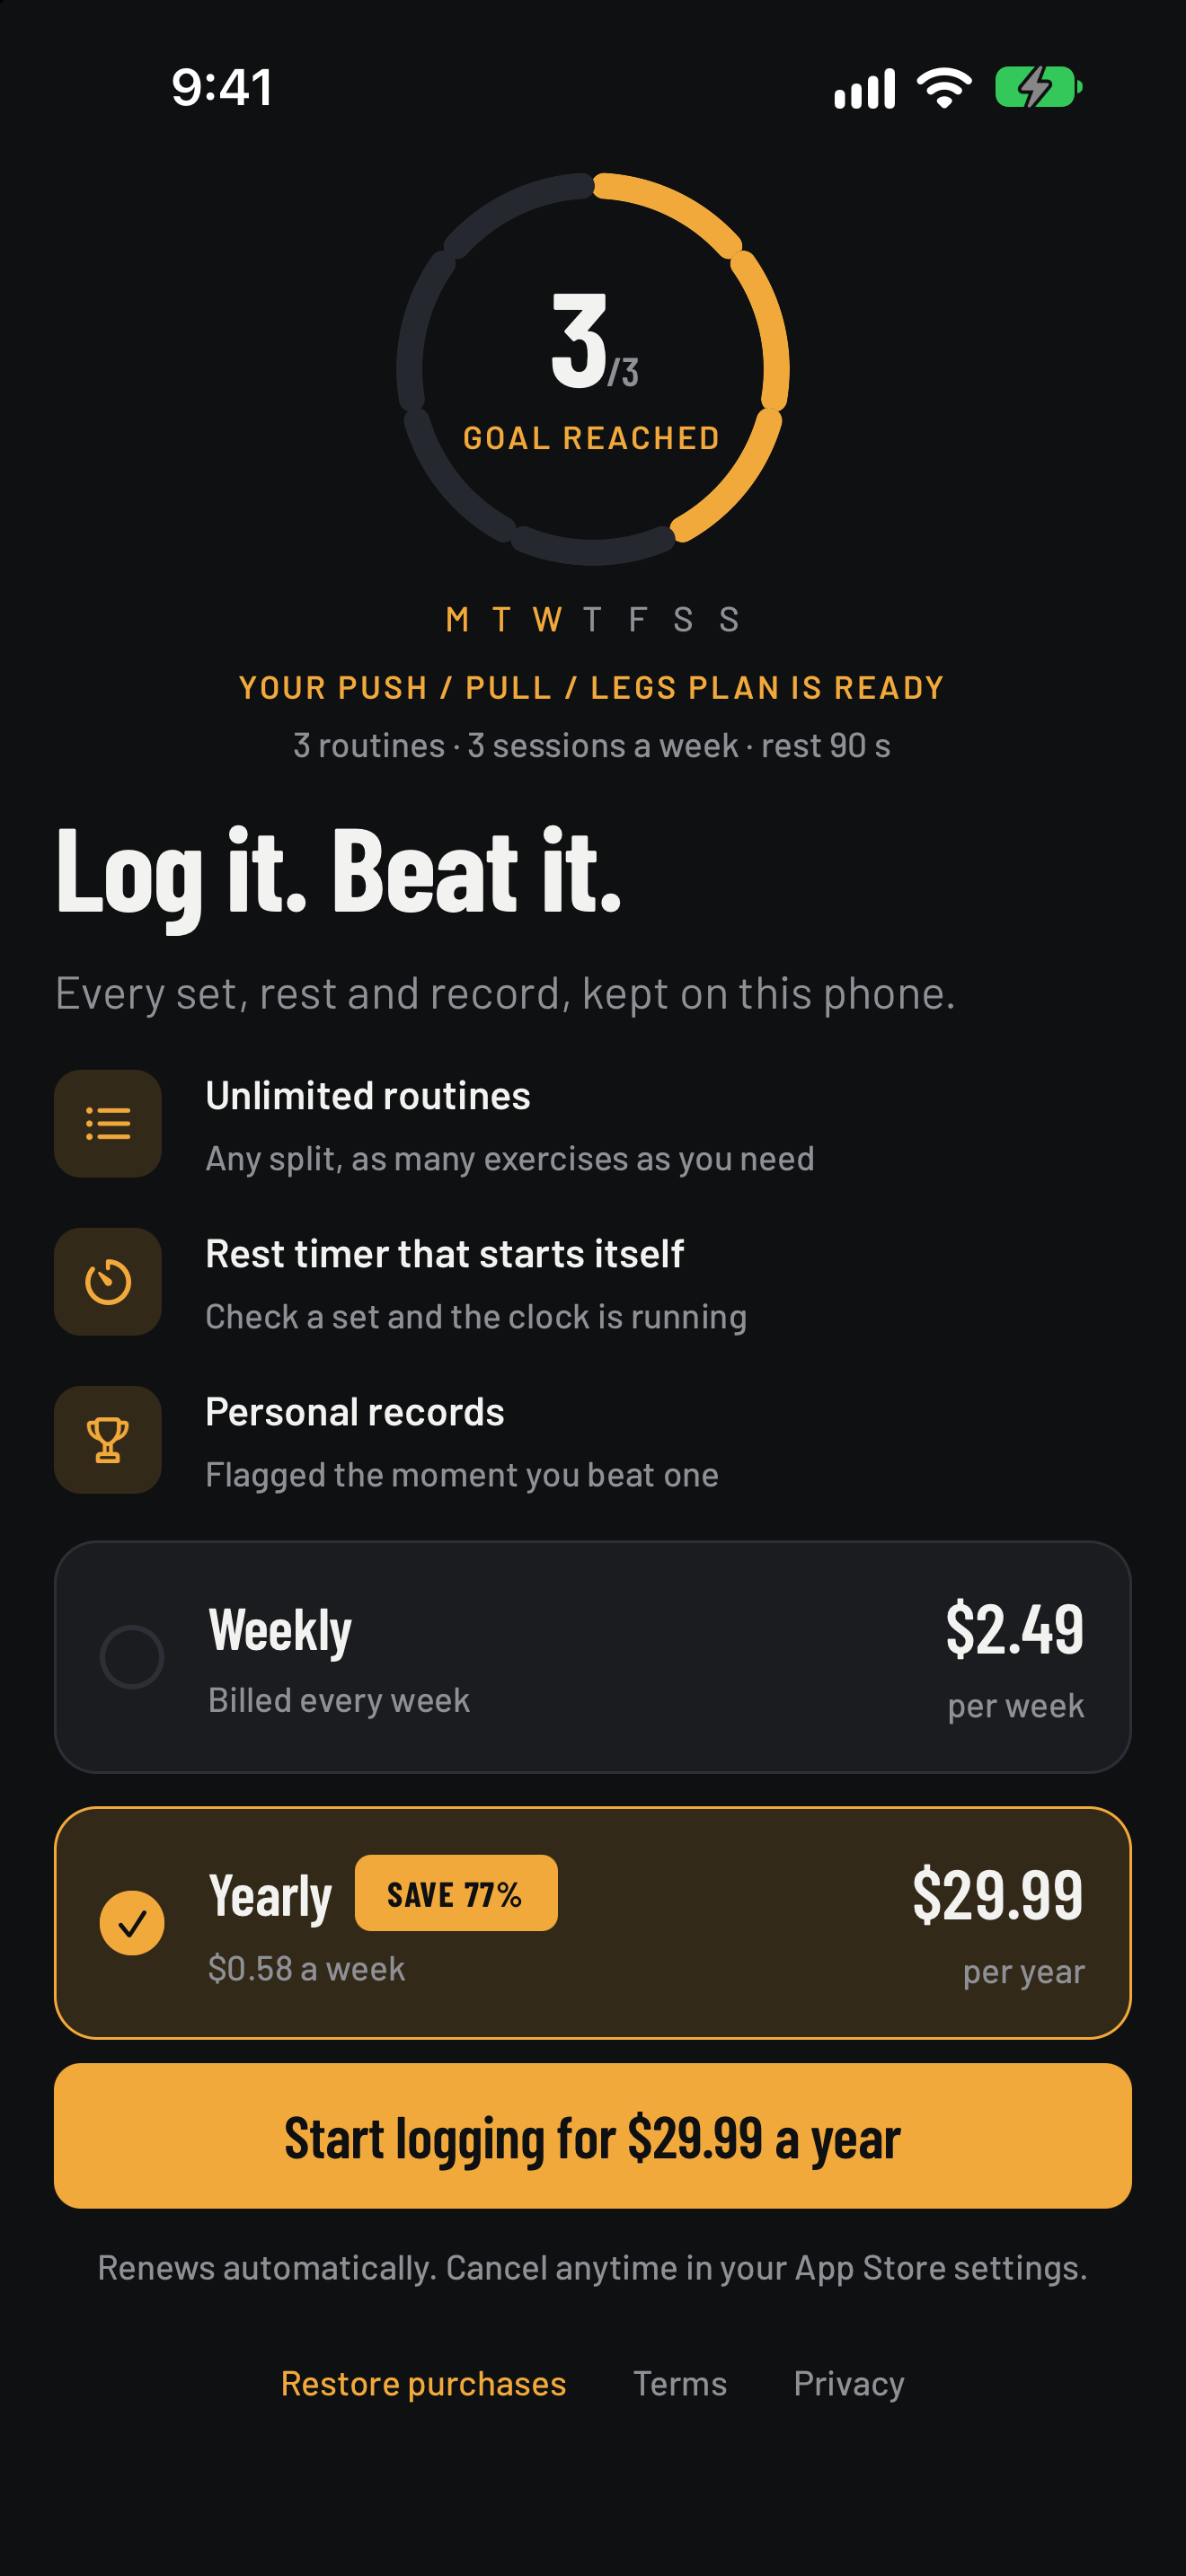 9:41
3/3
GOAL REACHED
M T W T F S S
YOUR PUSH / PULL / LEGS PLAN IS READY
3 routines · 3 sessions a week · rest 90 s
Log it. Beat it.
Every set, rest and record, kept on this phone.
Unlimited routines
Any split, as many exercises as you need
Rest timer that starts itself
Check a set and the clock is running
Personal records
Flagged the moment you beat one
Weekly
$2.49
Billed every week
per week
Yearly
SAVE 77%
$29.99
$0.58 a week
per year
Start logging for $29.99 a year
Renews automatically. Cancel anytime in your App Store settings.
Restore purchases
Terms
Privacy